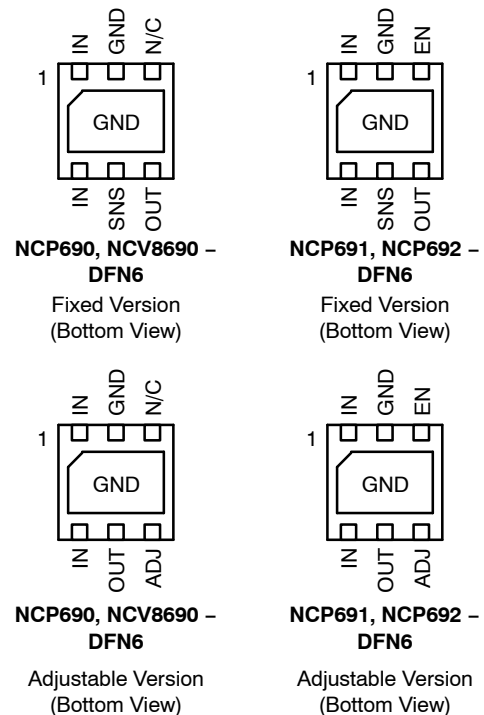 IN GND N/C
1
GND
IN SNS OUT
NCP690, NCV8690 −
DFN6
Fixed Version
(Bottom View)
IN GND EN
1
GND
IN SNS OUT
NCP691, NCP692 −
DFN6
Fixed Version
(Bottom View)
IN GND N/C
1
GND
IN OUT ADJ
NCP690, NCV8690 −
DFN6
Adjustable Version
(Bottom View)
IN GND EN
1
GND
IN OUT ADJ
NCP691, NCP692 −
DFN6
Adjustable Version
(Bottom View)